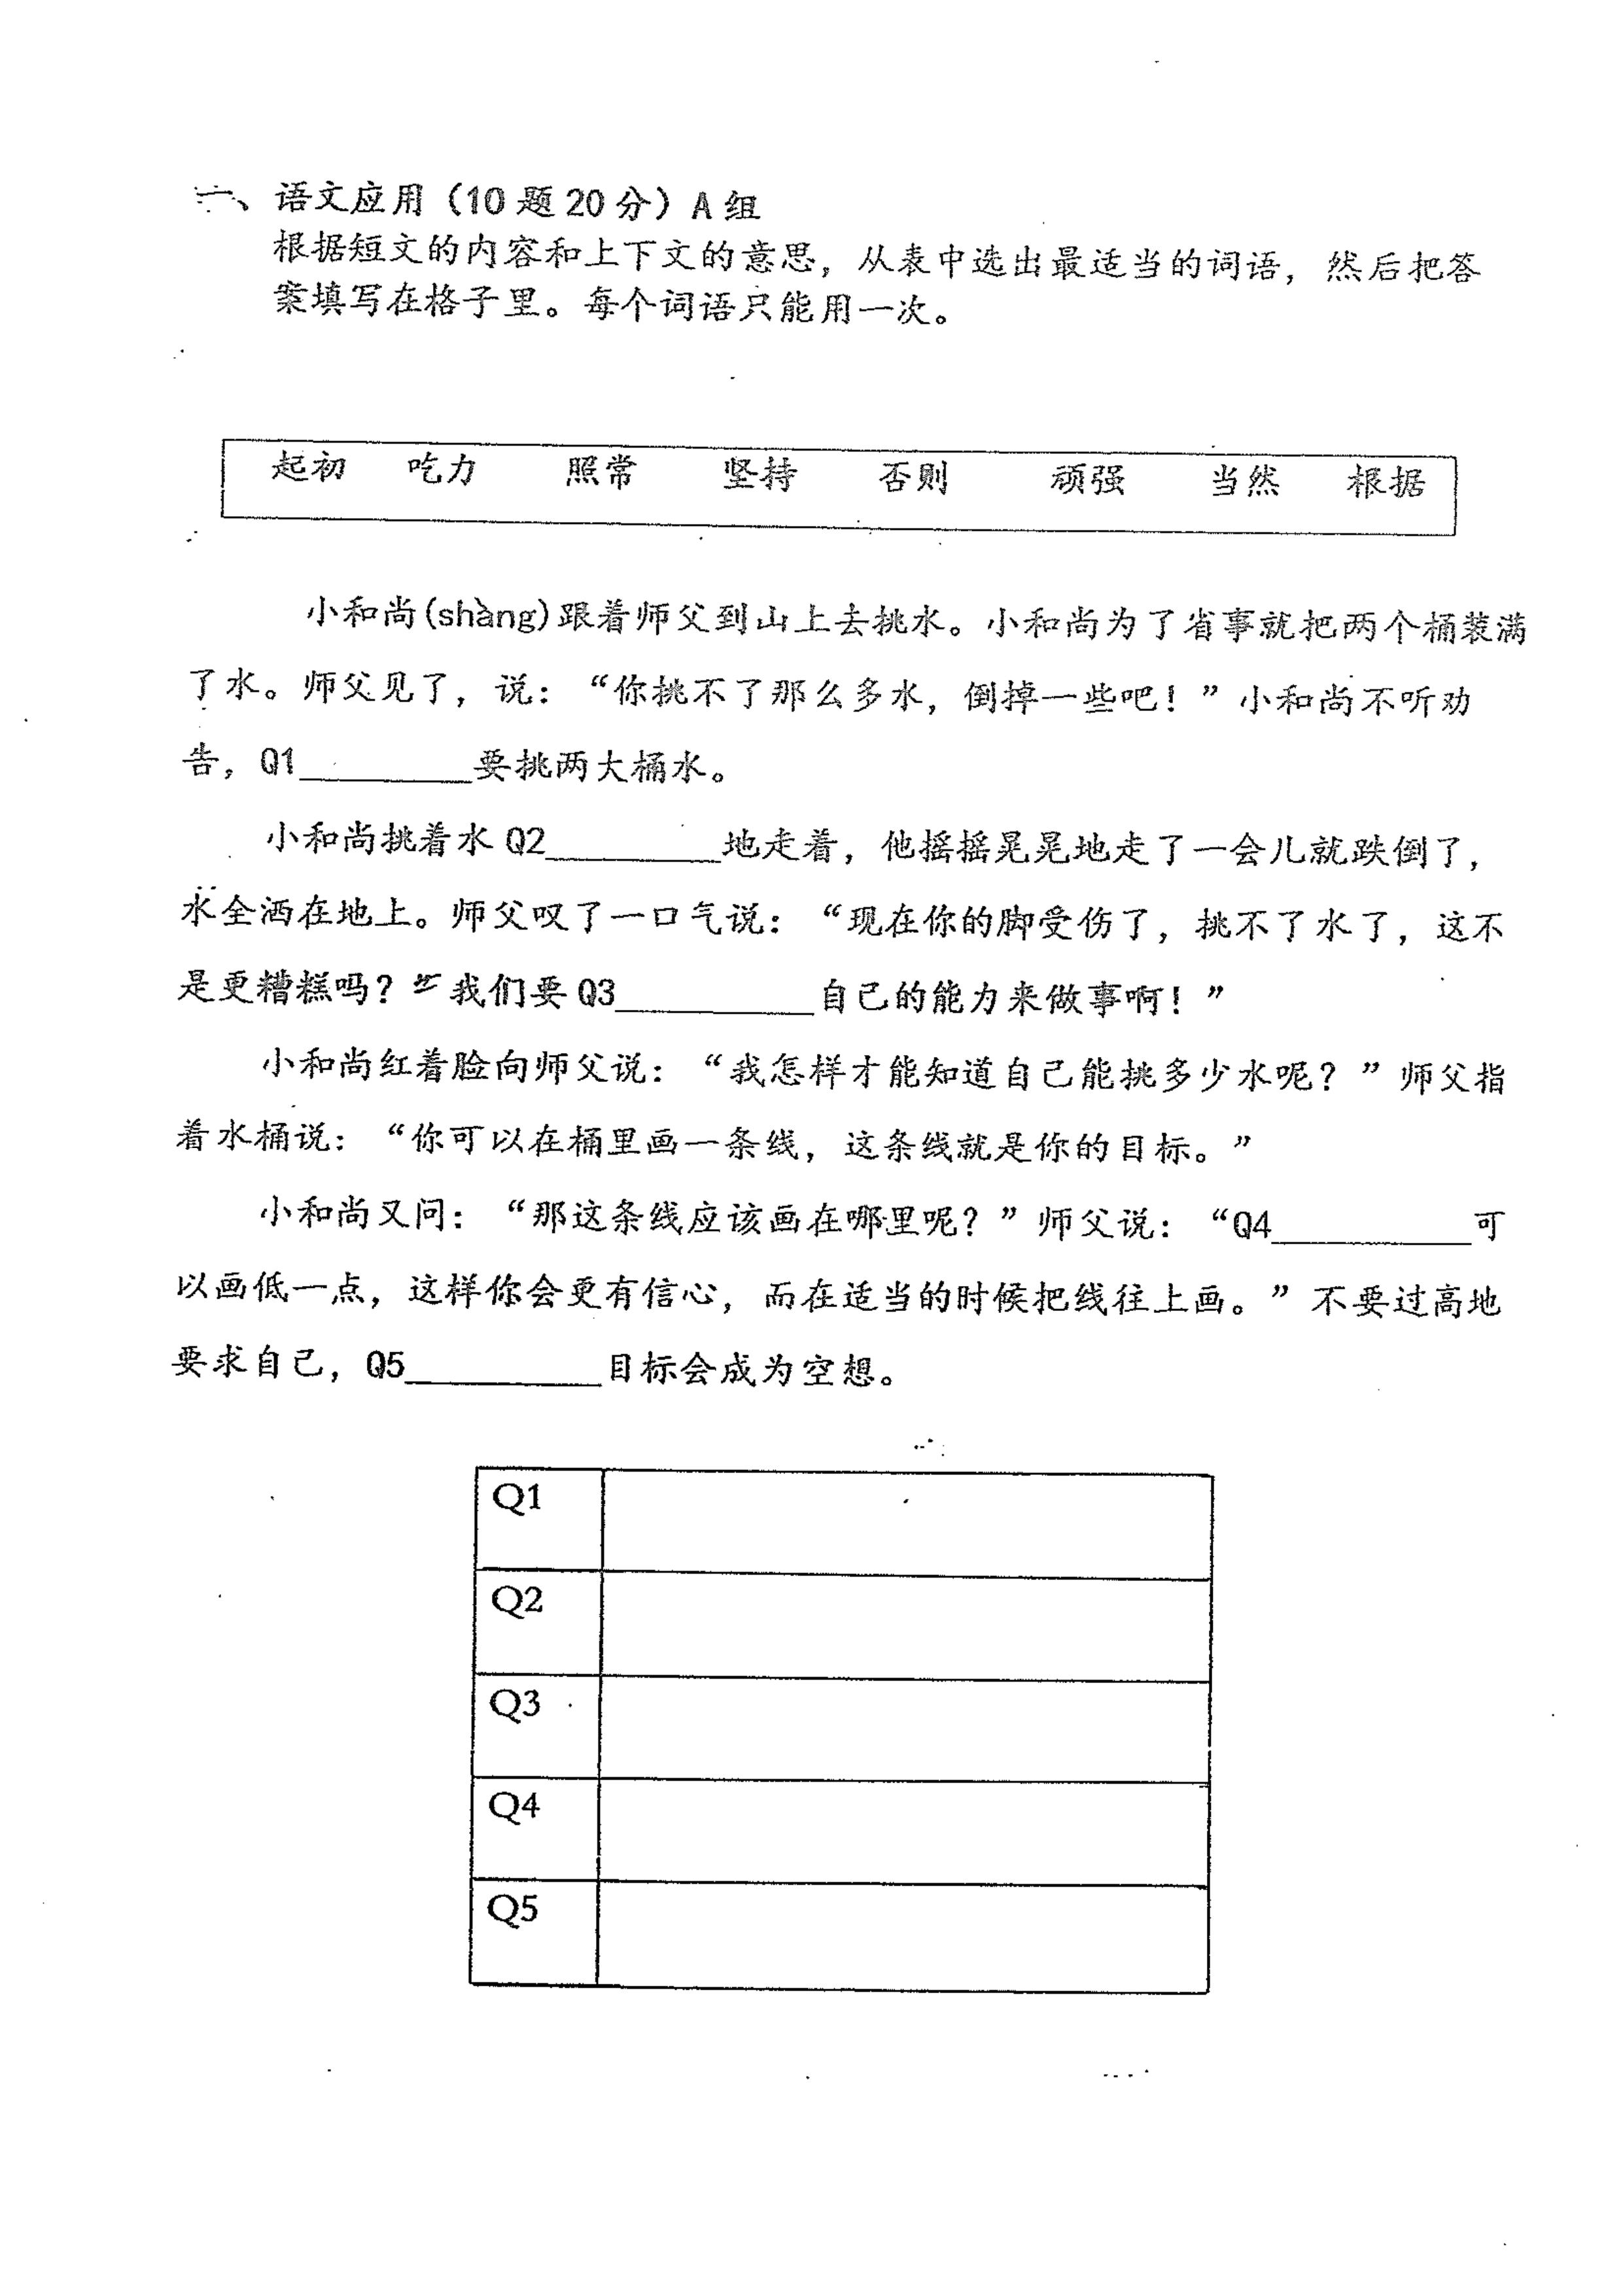 一、语文应用（10题20分）A组
根据短文的内容和上下文的意思，从表中选出最适当的词语，然后把答
案填写在格子里。每个词语只能用一次。
起初 吃力 照常 坚持 否则 顽强 当然 根据
小和尚(shàng)跟着师父到山上去挑水。小和尚为了省事就把两个桶装满
了水。师父见了，说：“你挑不了那么多水，倒掉一些吧！”小和尚不听劝
告，Q1_________要挑两大桶水。
小和尚挑着水Q2_________地走着，他摇摇晃晃地走了一会儿就跌倒了，
水全洒在地上。师父叹了一口气说：“现在你的脚受伤了，挑不了水了，这不
是更糟糕吗？我们要Q3__________自己的能力来做事啊！”
小和尚红着脸向师父说：“我怎样才能知道自己能挑多少水呢？”师父指
着水桶说：“你可以在桶里画一条线，这条线就是你的目标。”
小和尚又问：“那这条线应该画在哪里呢？”师父说：“Q4__________可
以画低一点，这样你会更有信心，而在适当的时候把线往上画。”不要过高地
要求自己，Q5__________目标会成为空想。
Q1
Q2
Q3
Q4
Q5